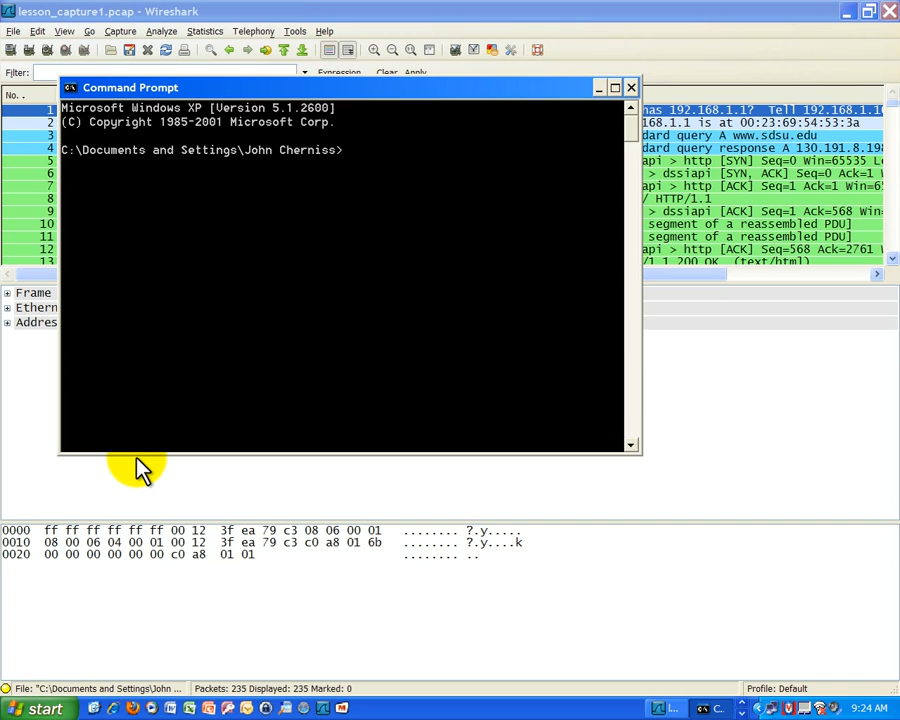 lesson_capture1.pcap - Wireshark
File Edit View Go Capture Analyze Statistics Telephony Tools Help
Filter: Expression... Clear Apply
No. .
Command Prompt
Microsoft Windows XP [Version 5.1.2600]
(C) Copyright 1985-2001 Microsoft Corp.
C:\Documents and Settings\John Cherniss>
1 has 192.168.1.1? Tell 192.168.1.10
2 68.1.1 is at 00:23:69:54:53:3a
3 dard query A www.sdsu.edu
4 dard query response A 130.191.8.198
5 api > http [SYN] Seq=0 Win=65535 Le
6 > dssiapi [SYN, ACK] Seq=0 Ack=1 W
7 api > http [ACK] Seq=1 Ack=1 Win=65
8 / HTTP/1.1
9 > dssiapi [ACK] Seq=1 Ack=568 Win=
10 segment of a reassembled PDU]
11 segment of a reassembled PDU]
12 api > http [ACK] Seq=568 Ack=2761 W
13 /1.1 200 OK (text/html)
Frame
Ethern
Addres
0000 ff ff ff ff ff ff 00 12 3f ea 79 c3 08 06 00 01 ........ ?.y.....
0010 08 00 06 04 00 01 00 12 3f ea 79 c3 c0 a8 01 6b ........ ?.y....k
0020 00 00 00 00 00 00 c0 a8 01 01 ........ ..
File: "C:\Documents and Settings\John ... Packets: 235 Displayed: 235 Marked: 0 Profile: Default
start L... C... 9:24 AM